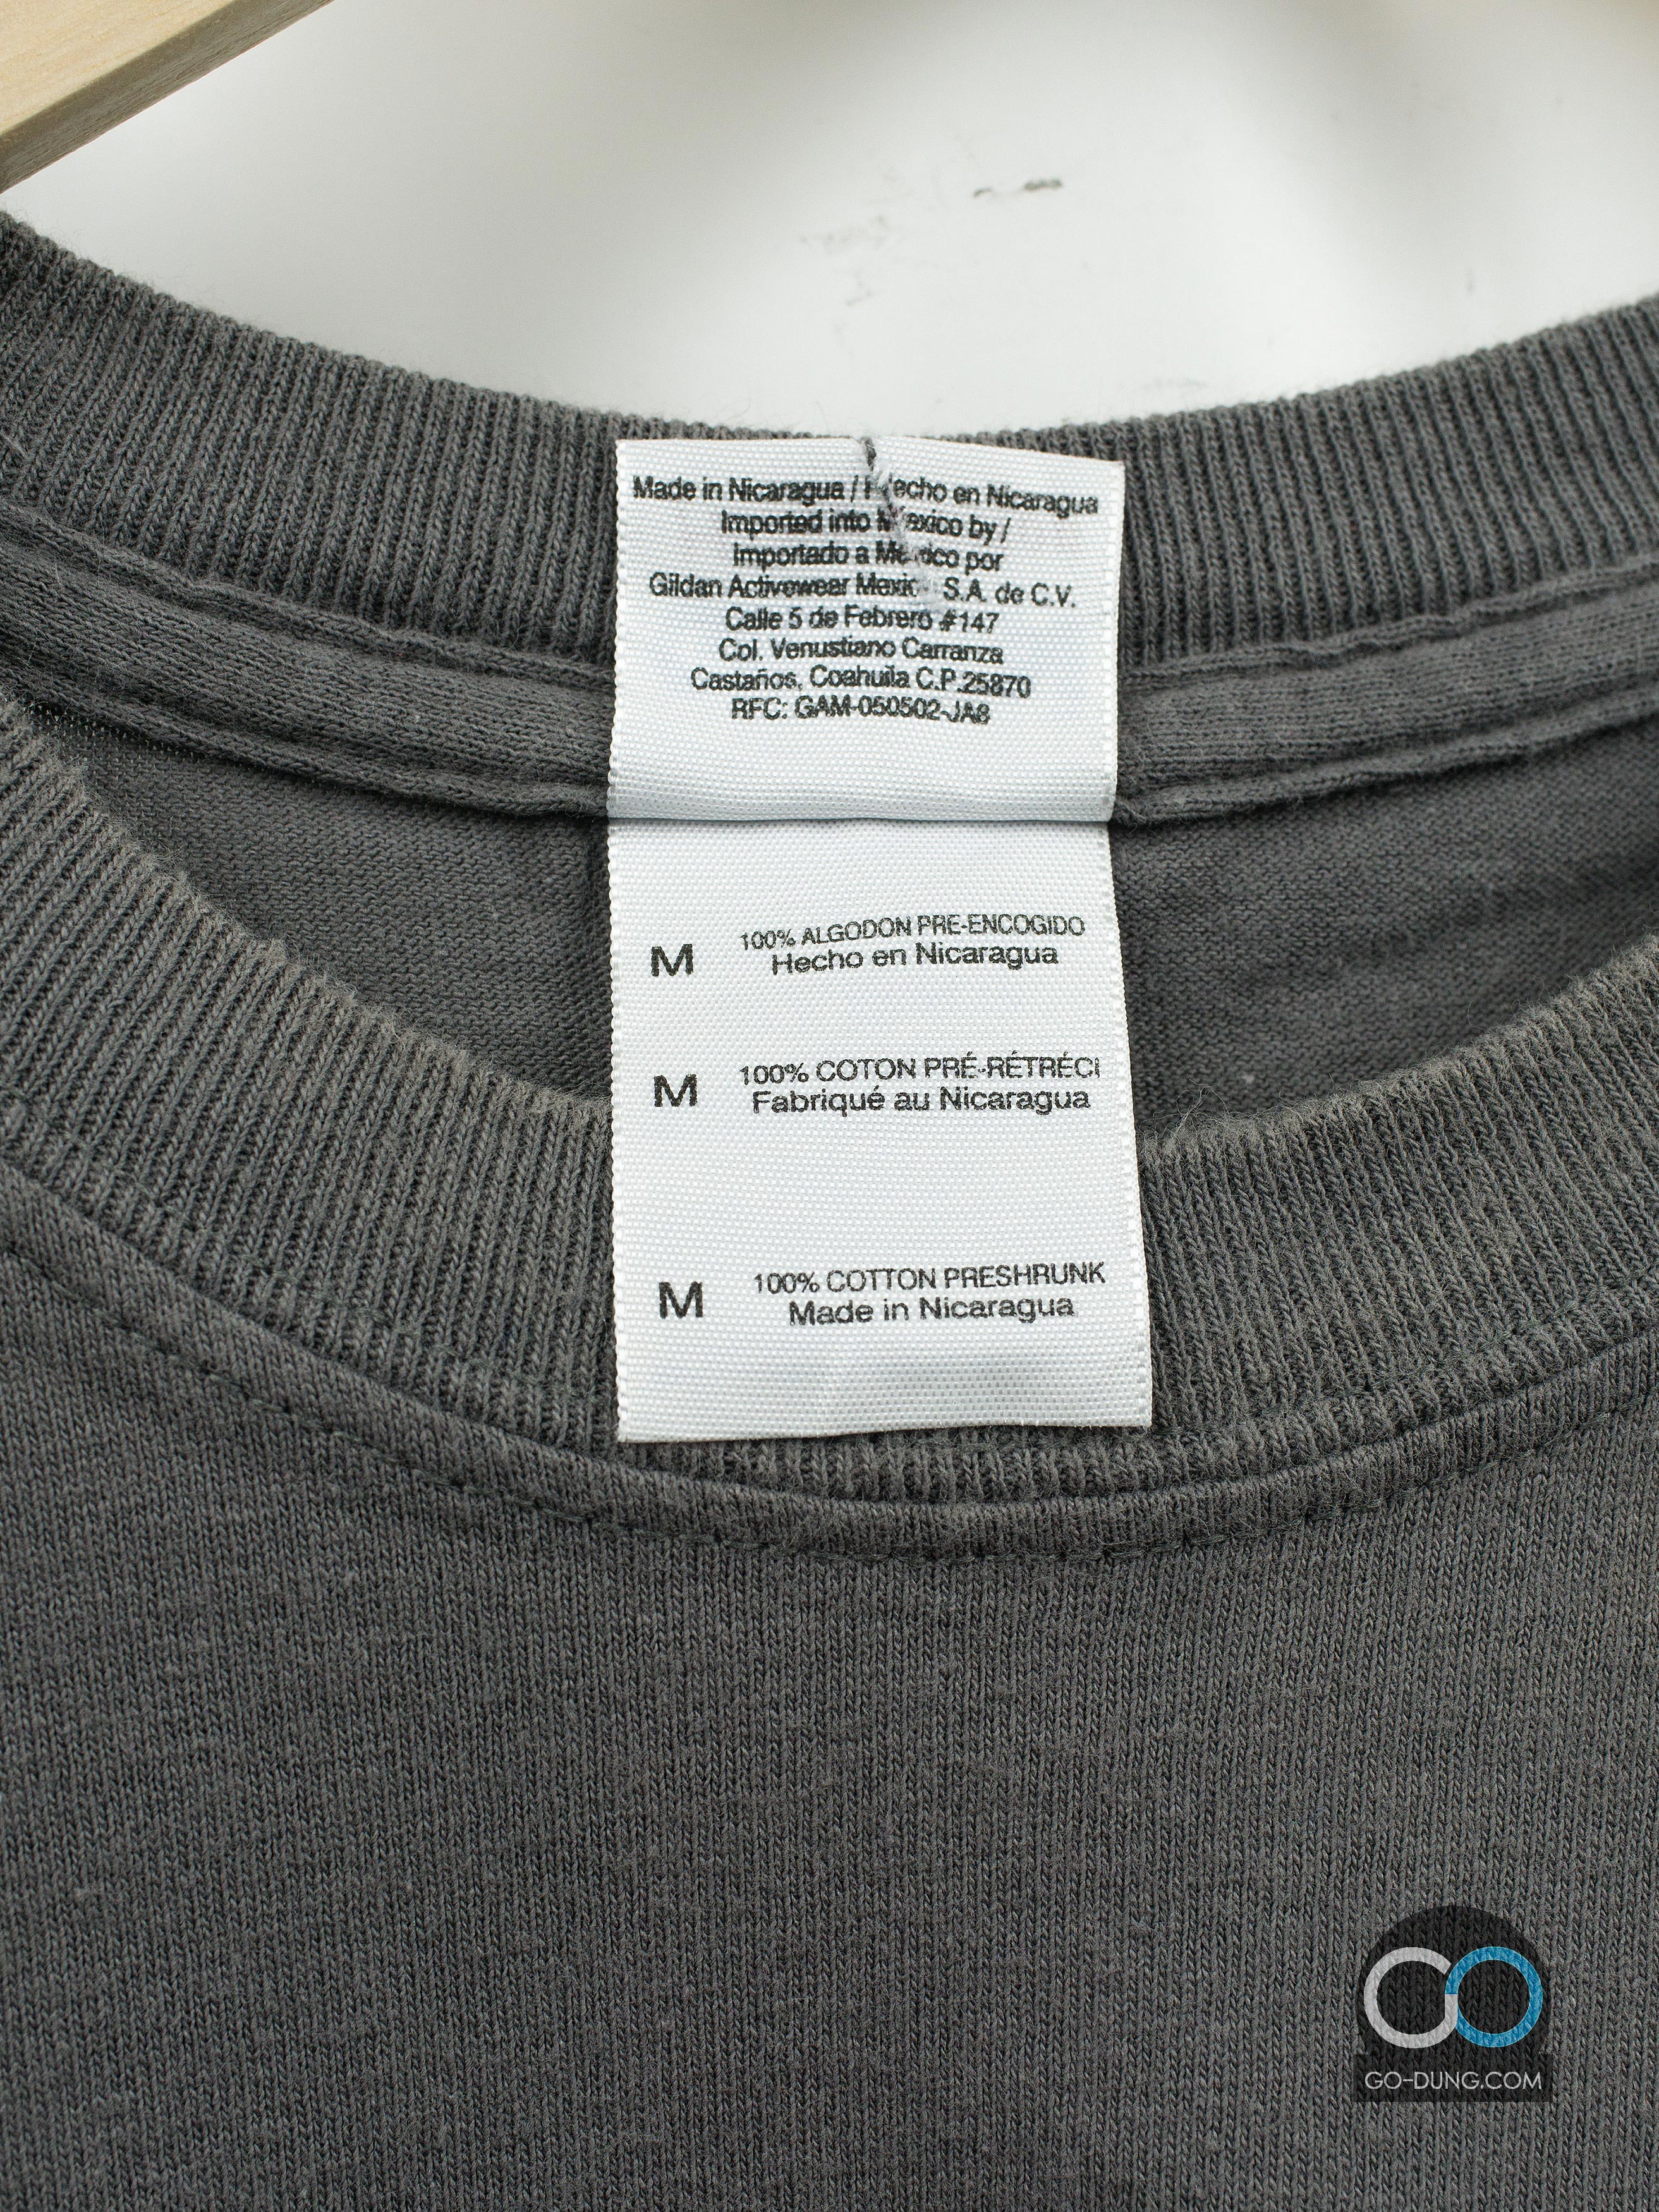 Made in Nicaragua / Hecho en Nicaragua
Imported into Mexico by /
Importado a Mexico por
Gildan Activewear Mexico S.A. de C.V.
Calle 5 de Febrero #147
Col. Venustiano Carranza
Castaños, Coahuila C.P.25870
RFC: GAM-050502-JA6
M 100% ALGODON PRE-ENCOGIDO
Hecho en Nicaragua
M 100% COTON PRÉ-RÉTRÉCI
Fabriqué au Nicaragua
M 100% COTTON PRESHRUNK
Made in Nicaragua
GO
GO-DUNG.COM